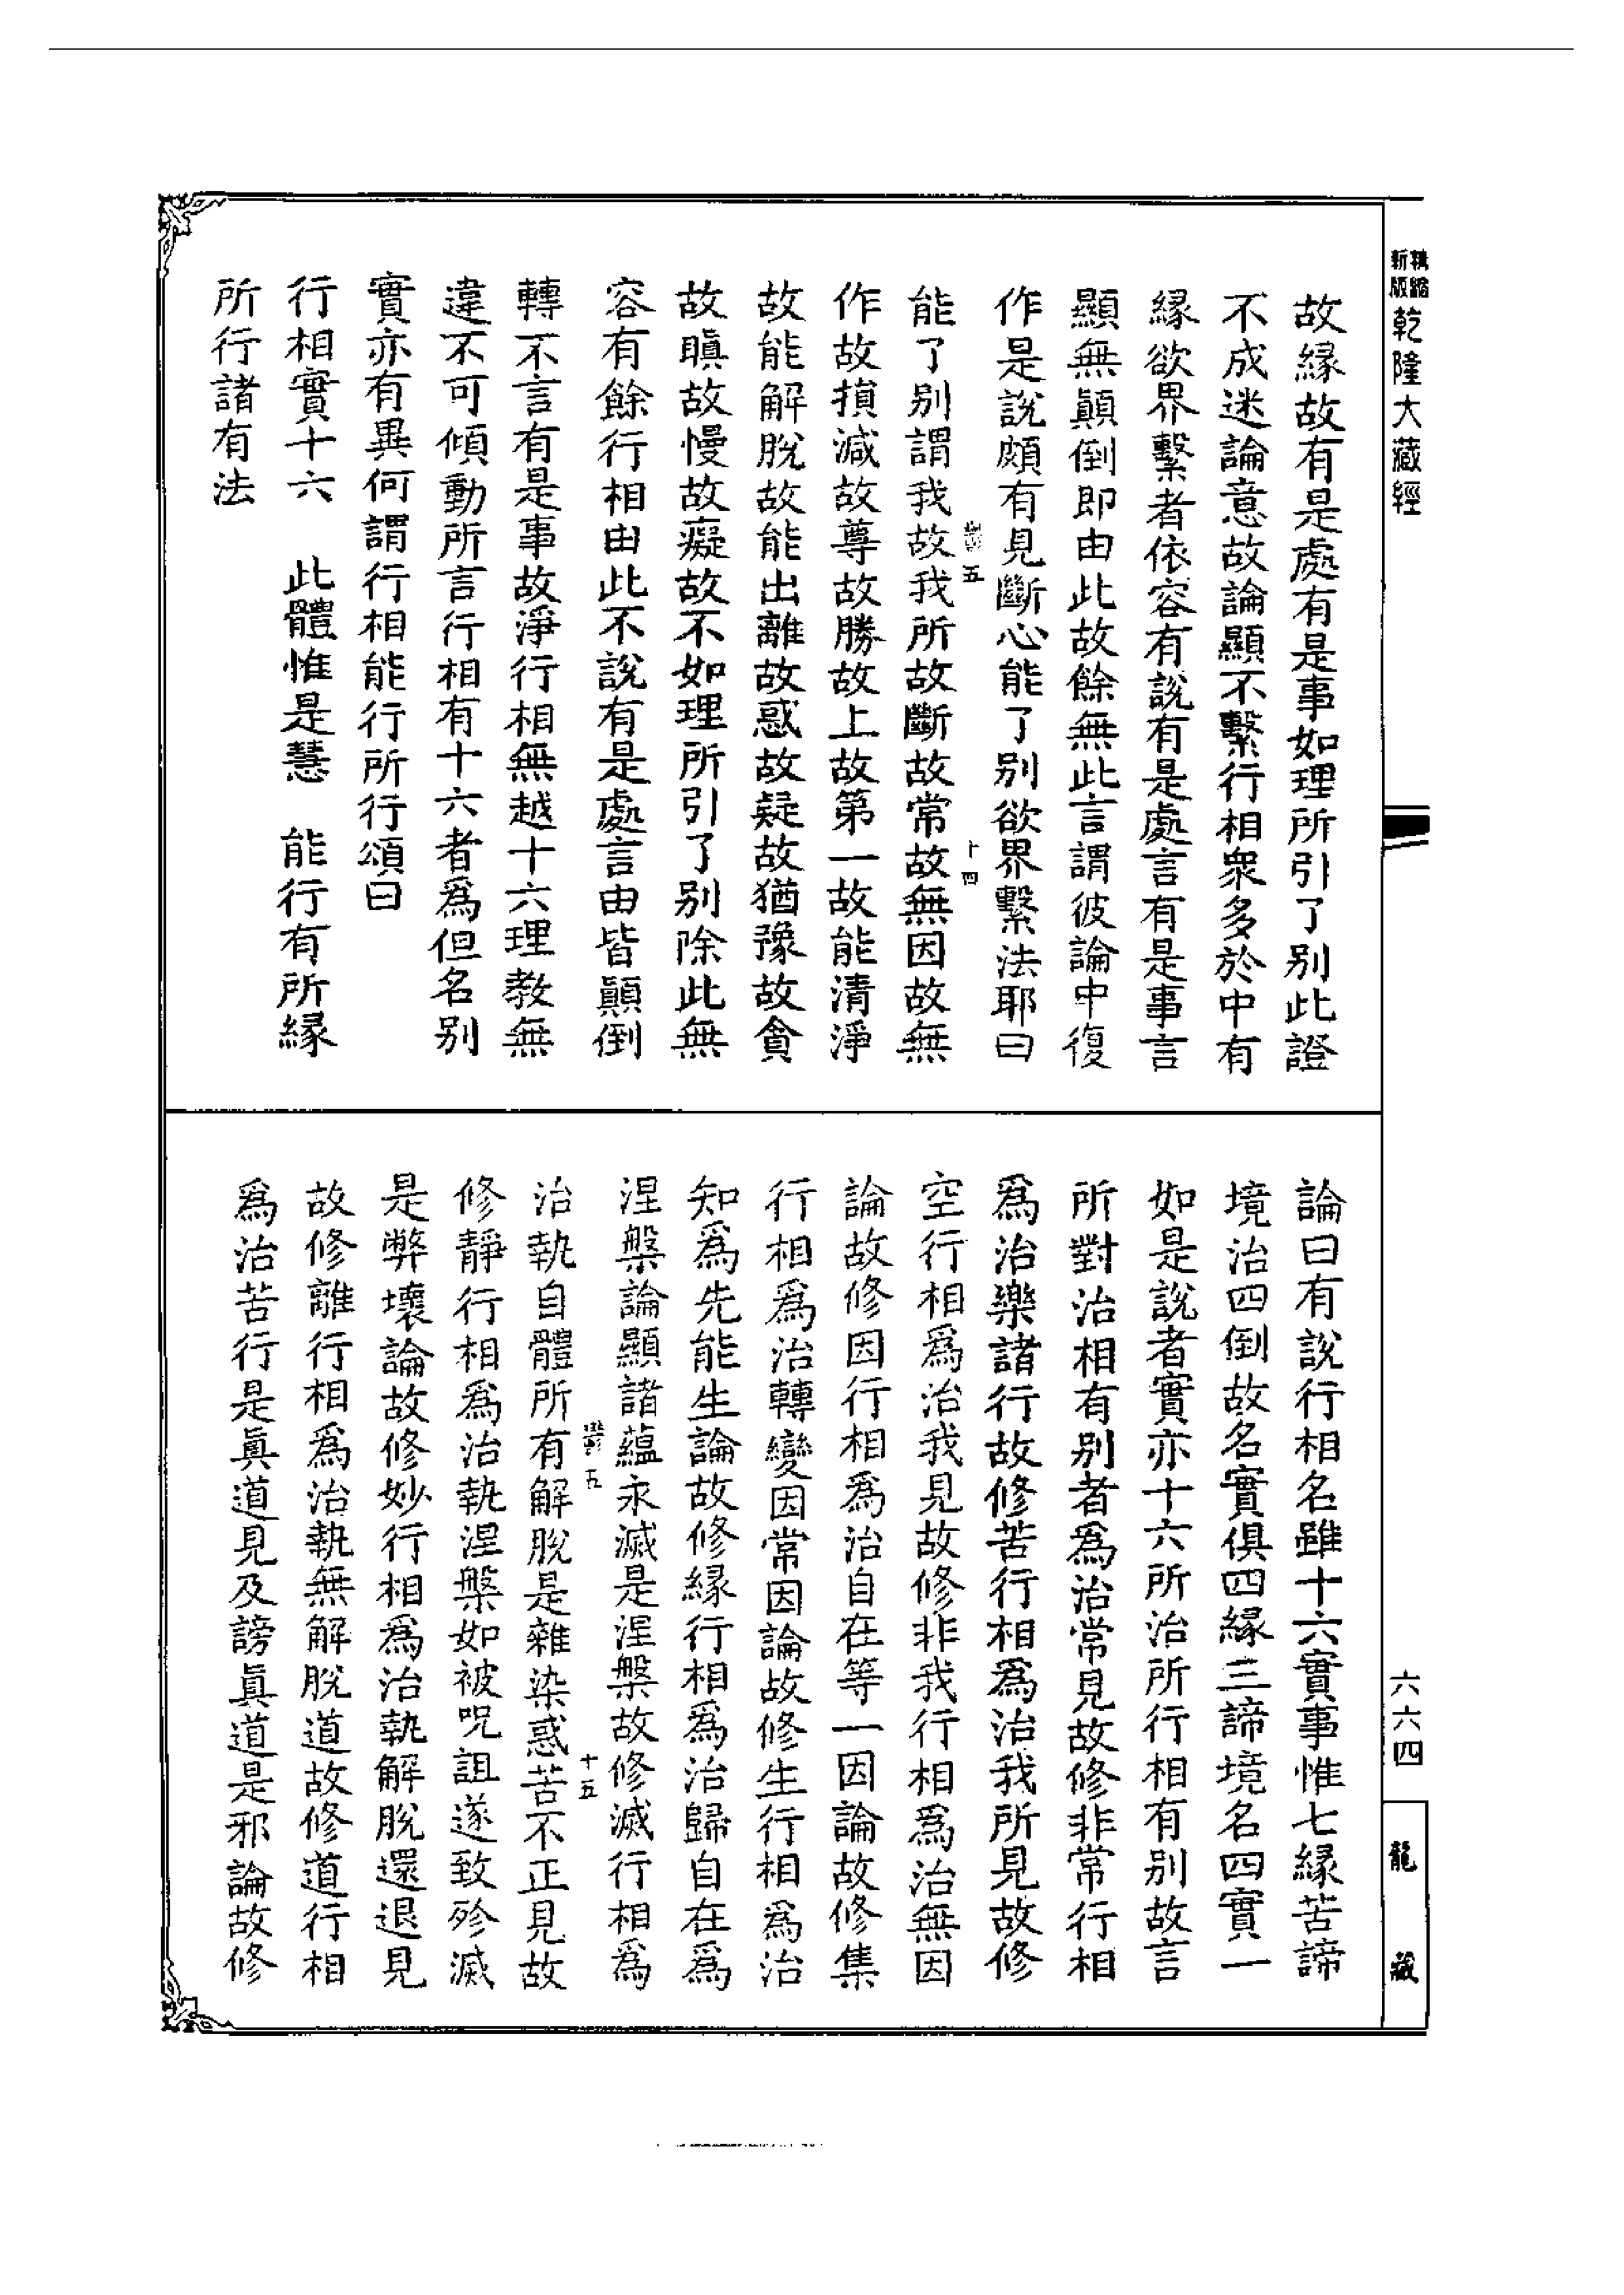 精縮新版乾隆大藏經
故緣故有是處有是事如理所引了别此證
不成迷論意故論顯不繫行相衆多於中有
緣欲界繫者依容有說有是處言有是事言
顯無顛倒即由此故餘無此言謂彼論中復
作是說頗有見斷心能了别欲界繫法耶曰
能了别謂我故我所故斷故常故無因故無
作故損減故尊故勝故上故第一故能清淨
故能解脫故能出離故惑故疑故猶豫故貪
故瞋故慢故癡故不如理所引了别除此無
容有餘行相由此不說有是處言由皆顛倒
轉不言有是事故淨行相無越十六理教無
違不可傾動所言行相有十六者爲但名别
實亦有異何謂行相能行所行頌曰
行相實十六　此體惟是慧　能行有所緣
所行諸有法
五
十四
論曰有說行相名雖十六實事惟七緣苦諦
境治四倒故名實俱四緣三諦境名四實一
如是說者實亦十六所治所行相有别故言
所對治相有别者爲治常見故修非常行相
爲治樂諸行故修苦行相爲治我所見故修
空行相爲治我見故修非我行相爲治無因
論故修因行相爲治自在等一因論故修集
行相爲治轉變因常因論故修生行相爲治
知爲先能生論故修緣行相爲治歸自在爲
涅槃論顯諸蘊永滅是涅槃故修滅行相爲
治執自體所有解脫是雜染惑苦不正見故
修靜行相爲治執涅槃如被呪詛遂致殄滅
是弊壞論故修妙行相爲治執解脫還退見
故修離行相爲治執無解脫道故修道行相
爲治苦行是眞道見及謗眞道是邪論故修
五
十五
六六四
龍藏